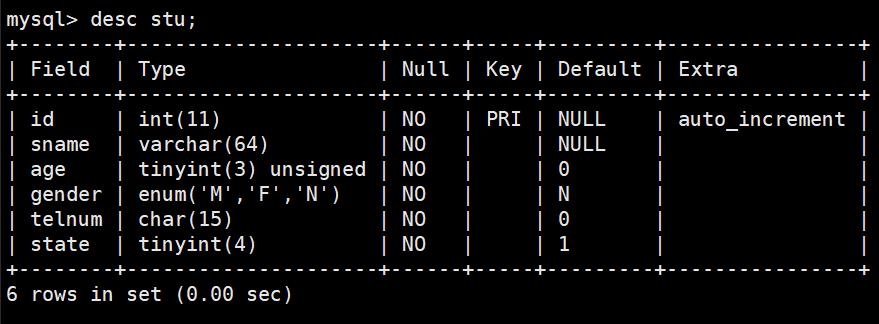 mysql> desc stu;
+--------+---------------------+------+-----+---------+----------------+
| Field  | Type                | Null | Key | Default | Extra          |
+--------+---------------------+------+-----+---------+----------------+
| id     | int(11)             | NO   | PRI | NULL    | auto_increment |
| sname  | varchar(64)         | NO   |     | NULL    |                |
| age    | tinyint(3) unsigned | NO   |     | 0       |                |
| gender | enum('M','F','N')   | NO   |     | N       |                |
| telnum | char(15)            | NO   |     | 0       |                |
| state  | tinyint(4)          | NO   |     | 1       |                |
+--------+---------------------+------+-----+---------+----------------+
6 rows in set (0.00 sec)